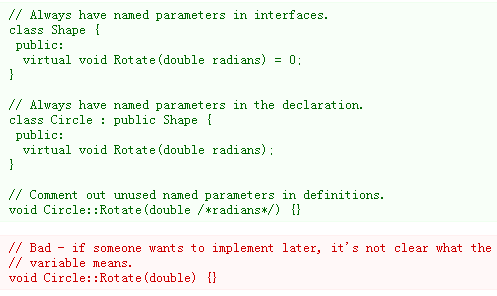 // Always have named parameters in interfaces.
class Shape {
 public:
  virtual void Rotate(double radians) = 0;
}
// Always have named parameters in the declaration.
class Circle : public Shape {
 public:
  virtual void Rotate(double radians);
}
// Comment out unused named parameters in definitions.
void Circle::Rotate(double /*radians*/) {}
// Bad - if someone wants to implement later, it's not clear what the
// variable means.
void Circle::Rotate(double) {}